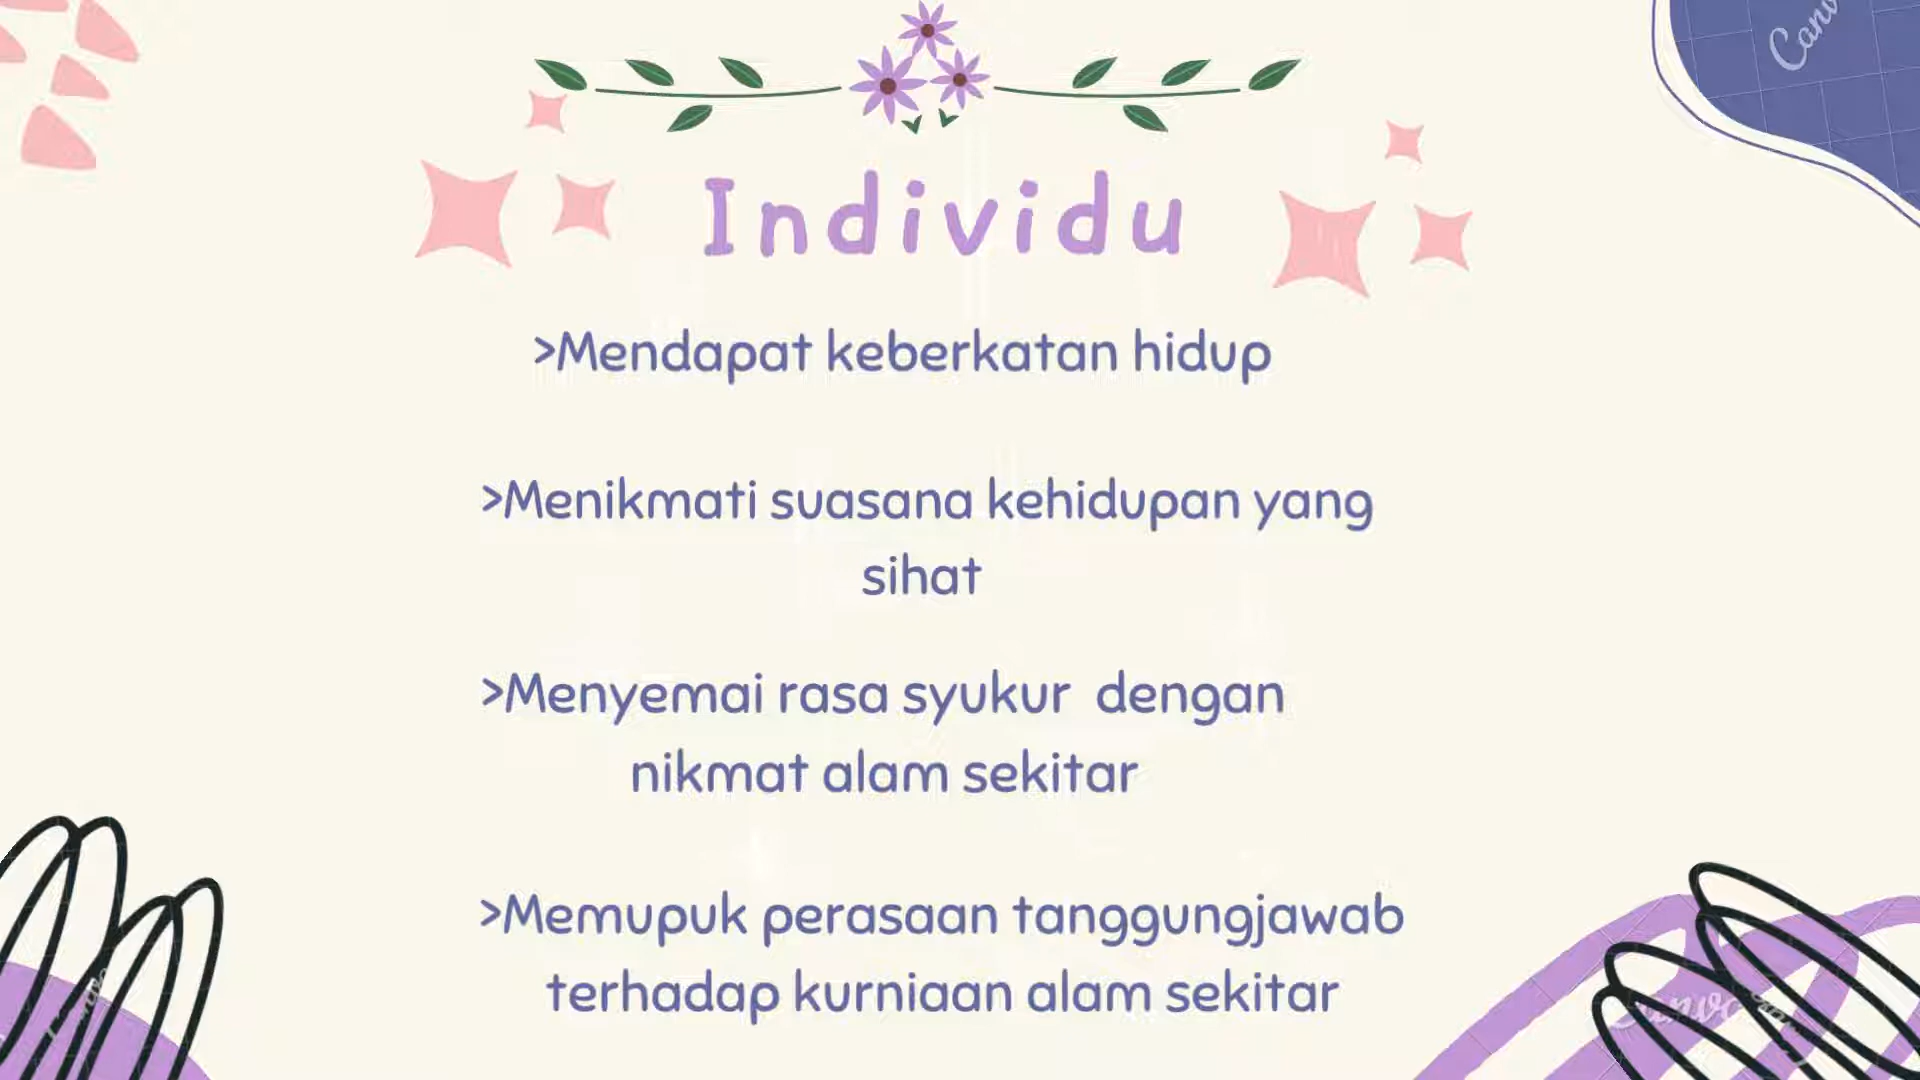 Canv
Individu
>Mendapat keberkatan hidup
>Menikmati suasana kehidupan yang
sihat
>Menyemai rasa syukur  dengan
nikmat alam sekitar
>Memupuk perasaan tanggungjawab
terhadap kurniaan alam sekitar